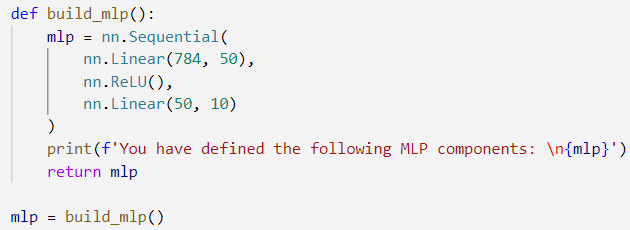 def build_mlp():
    mlp = nn.Sequential(
        nn.Linear(784, 50),
        nn.ReLU(),
        nn.Linear(50, 10)
    )
    print(f'You have defined the following MLP components: \n{mlp}')
    return mlp

mlp = build_mlp()